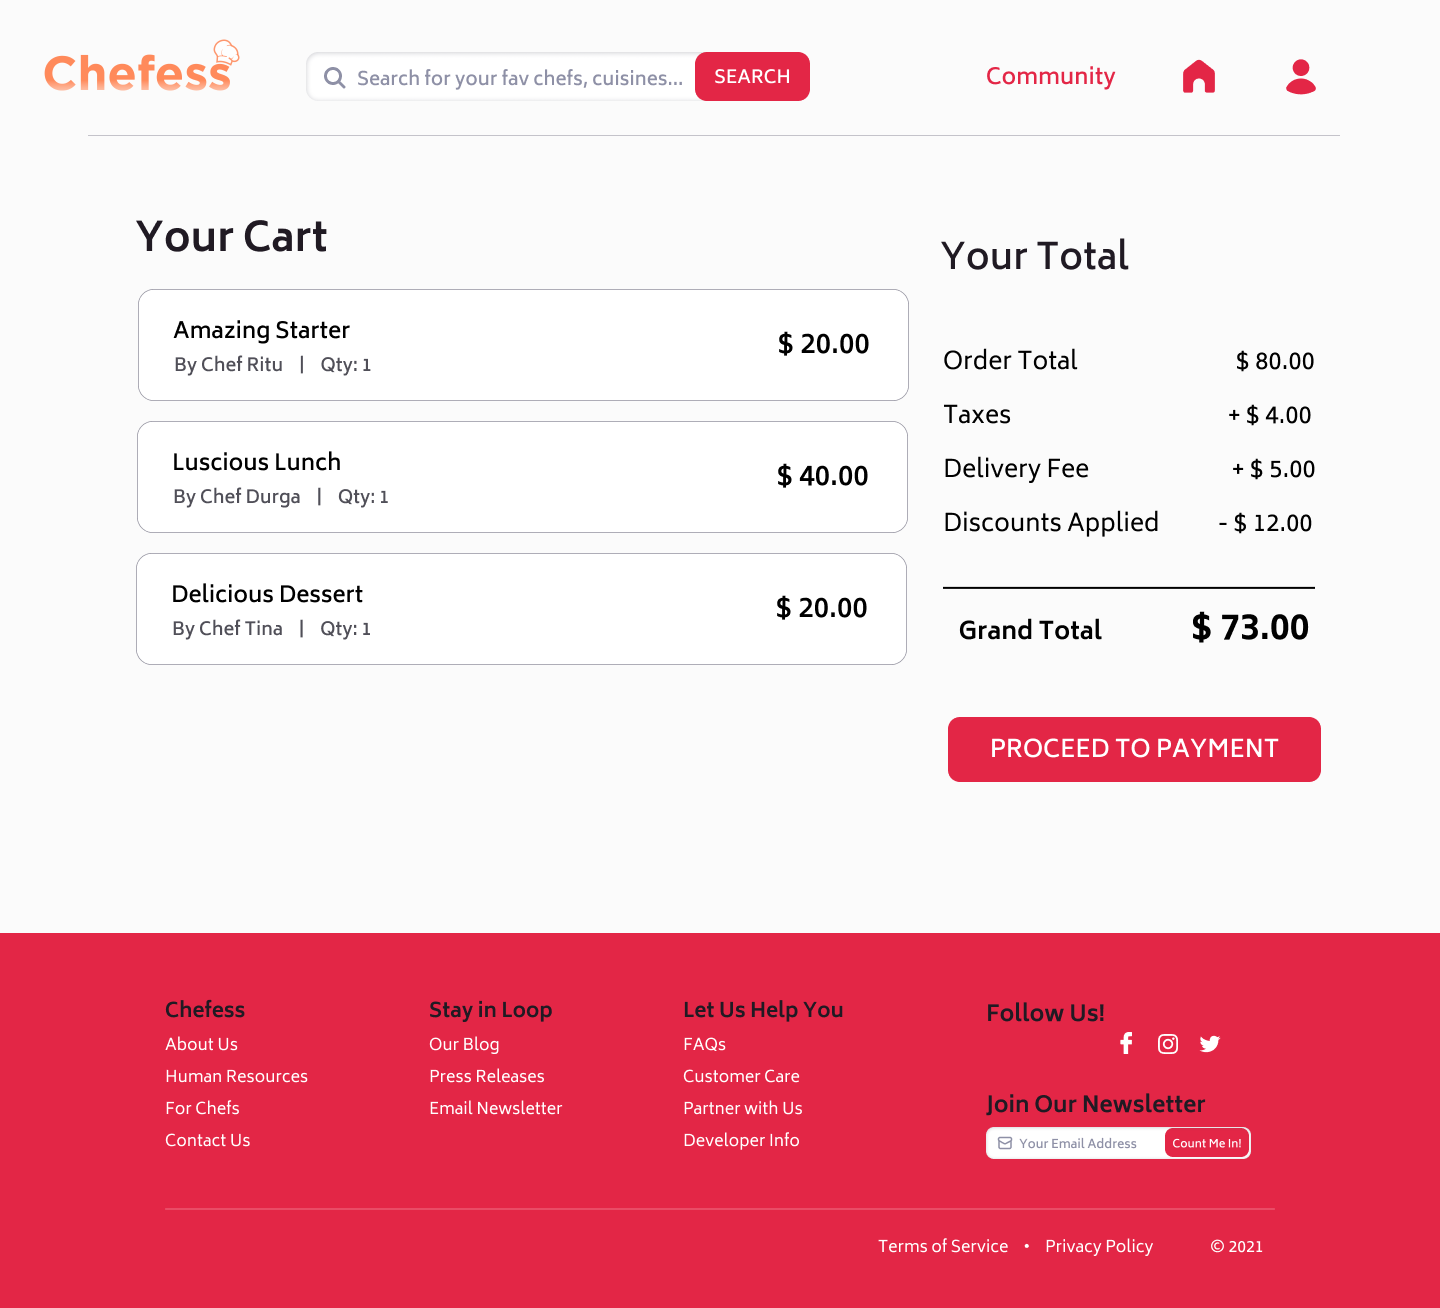 Chefess
Search for your fav chefs, cuisines...
SEARCH
Community
Your Cart
Amazing Starter
By Chef Ritu | Qty: 1
$ 20.00
Luscious Lunch
By Chef Durga | Qty: 1
$ 40.00
Delicious Dessert
By Chef Tina | Qty: 1
$ 20.00
Your Total
Order Total $ 80.00
Taxes + $ 4.00
Delivery Fee + $ 5.00
Discounts Applied - $ 12.00
Grand Total $ 73.00
PROCEED TO PAYMENT
Chefess
About Us
Human Resources
For Chefs
Contact Us
Stay in Loop
Our Blog
Press Releases
Email Newsletter
Let Us Help You
FAQs
Customer Care
Partner with Us
Developer Info
Follow Us!
Join Our Newsletter
Your Email Address
Count Me In!
Terms of Service • Privacy Policy © 2021